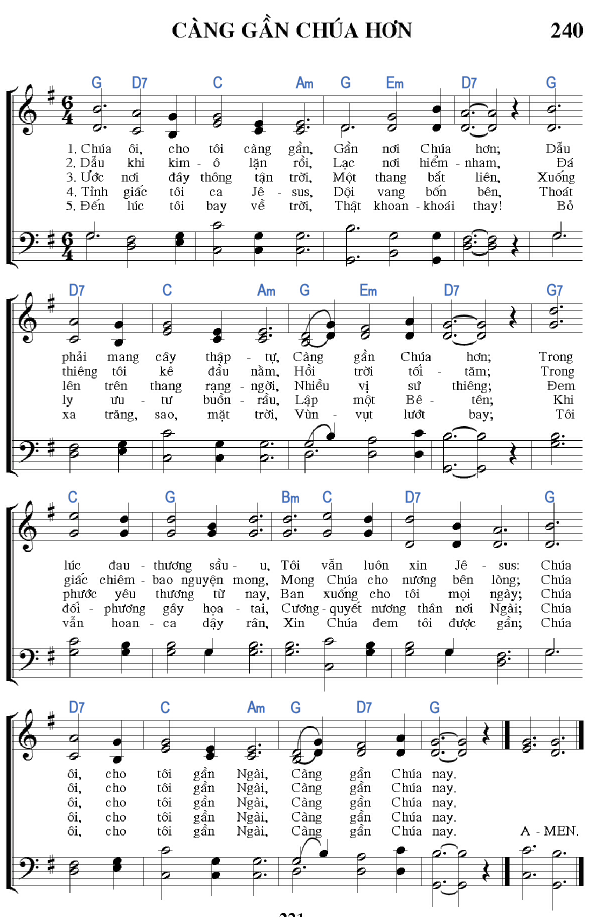 CÀNG GẦN CHÚA HƠN 240
G D7 C Am G Em D7 G
1. Chúa ôi, cho tôi càng gần, Gần nơi Chúa hơn; Dẫu
2. Dẫu khi kim-ô lặn rồi, Lạc nơi hiển-nham, Đá
3. Ước nơi đây thông tận trời, Một thang bất liên, Xuống
4. Tỉnh giấc tôi ca Jê-sus, Dội vang bốn bên, Thoát
5. Đến lúc tôi bay về trời, Thật khoan-khoái thay! Bỏ
D7 C Am G Em D7 G7
phải mang cây thập-tự, Càng gần Chúa hơn; Trong
thiêng tôi kê đầu nằm, Hồi trời tối-tăm; Trong
lên trên thang rạng-ngời, Nhiều vị sứ thiêng; Đem
ly ưu-tư buồn-rầu, Lập một Bê-tên; Khi
xa trăng, sao, mặt trời, Vùn-vụt lướt bay; Tôi
C G Bm C D7 G
lúc đau-thương sầu-u, Tôi vẫn luôn xin Jê-sus: Chúa
giấc chiêm-bao nguyện mong, Mong Chúa cho nương bên lòng; Chúa
phước yêu thương từ nay, Ban xuống cho tôi mọi ngày; Chúa
đối-phương gây họa-tai, Cương-quyết nương thân nơi Ngài; Chúa
vẫn hoan-ca dậy rân, Xin Chúa đem tôi được gần; Chúa
D7 C Am G D7 G
ôi, cho tôi gần Ngài, Càng gần Chúa nay.
ôi, cho tôi gần Ngài, Càng gần Chúa nay.
ôi, cho tôi gần Ngài, Càng gần Chúa nay.
ôi, cho tôi gần Ngài, Càng gần Chúa nay.
ôi, cho tôi gần Ngài, Càng gần Chúa nay. A-MEN.